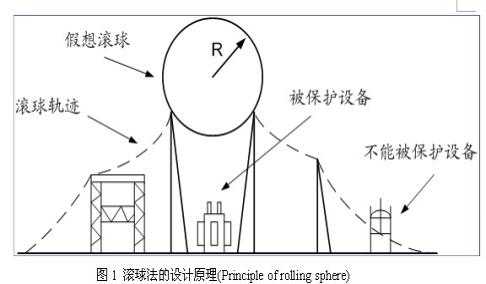 假想滚球
R
滚球轨迹
被保护设备
不能被保护设备
图 1 滚球法的设计原理(Principle of rolling sphere)